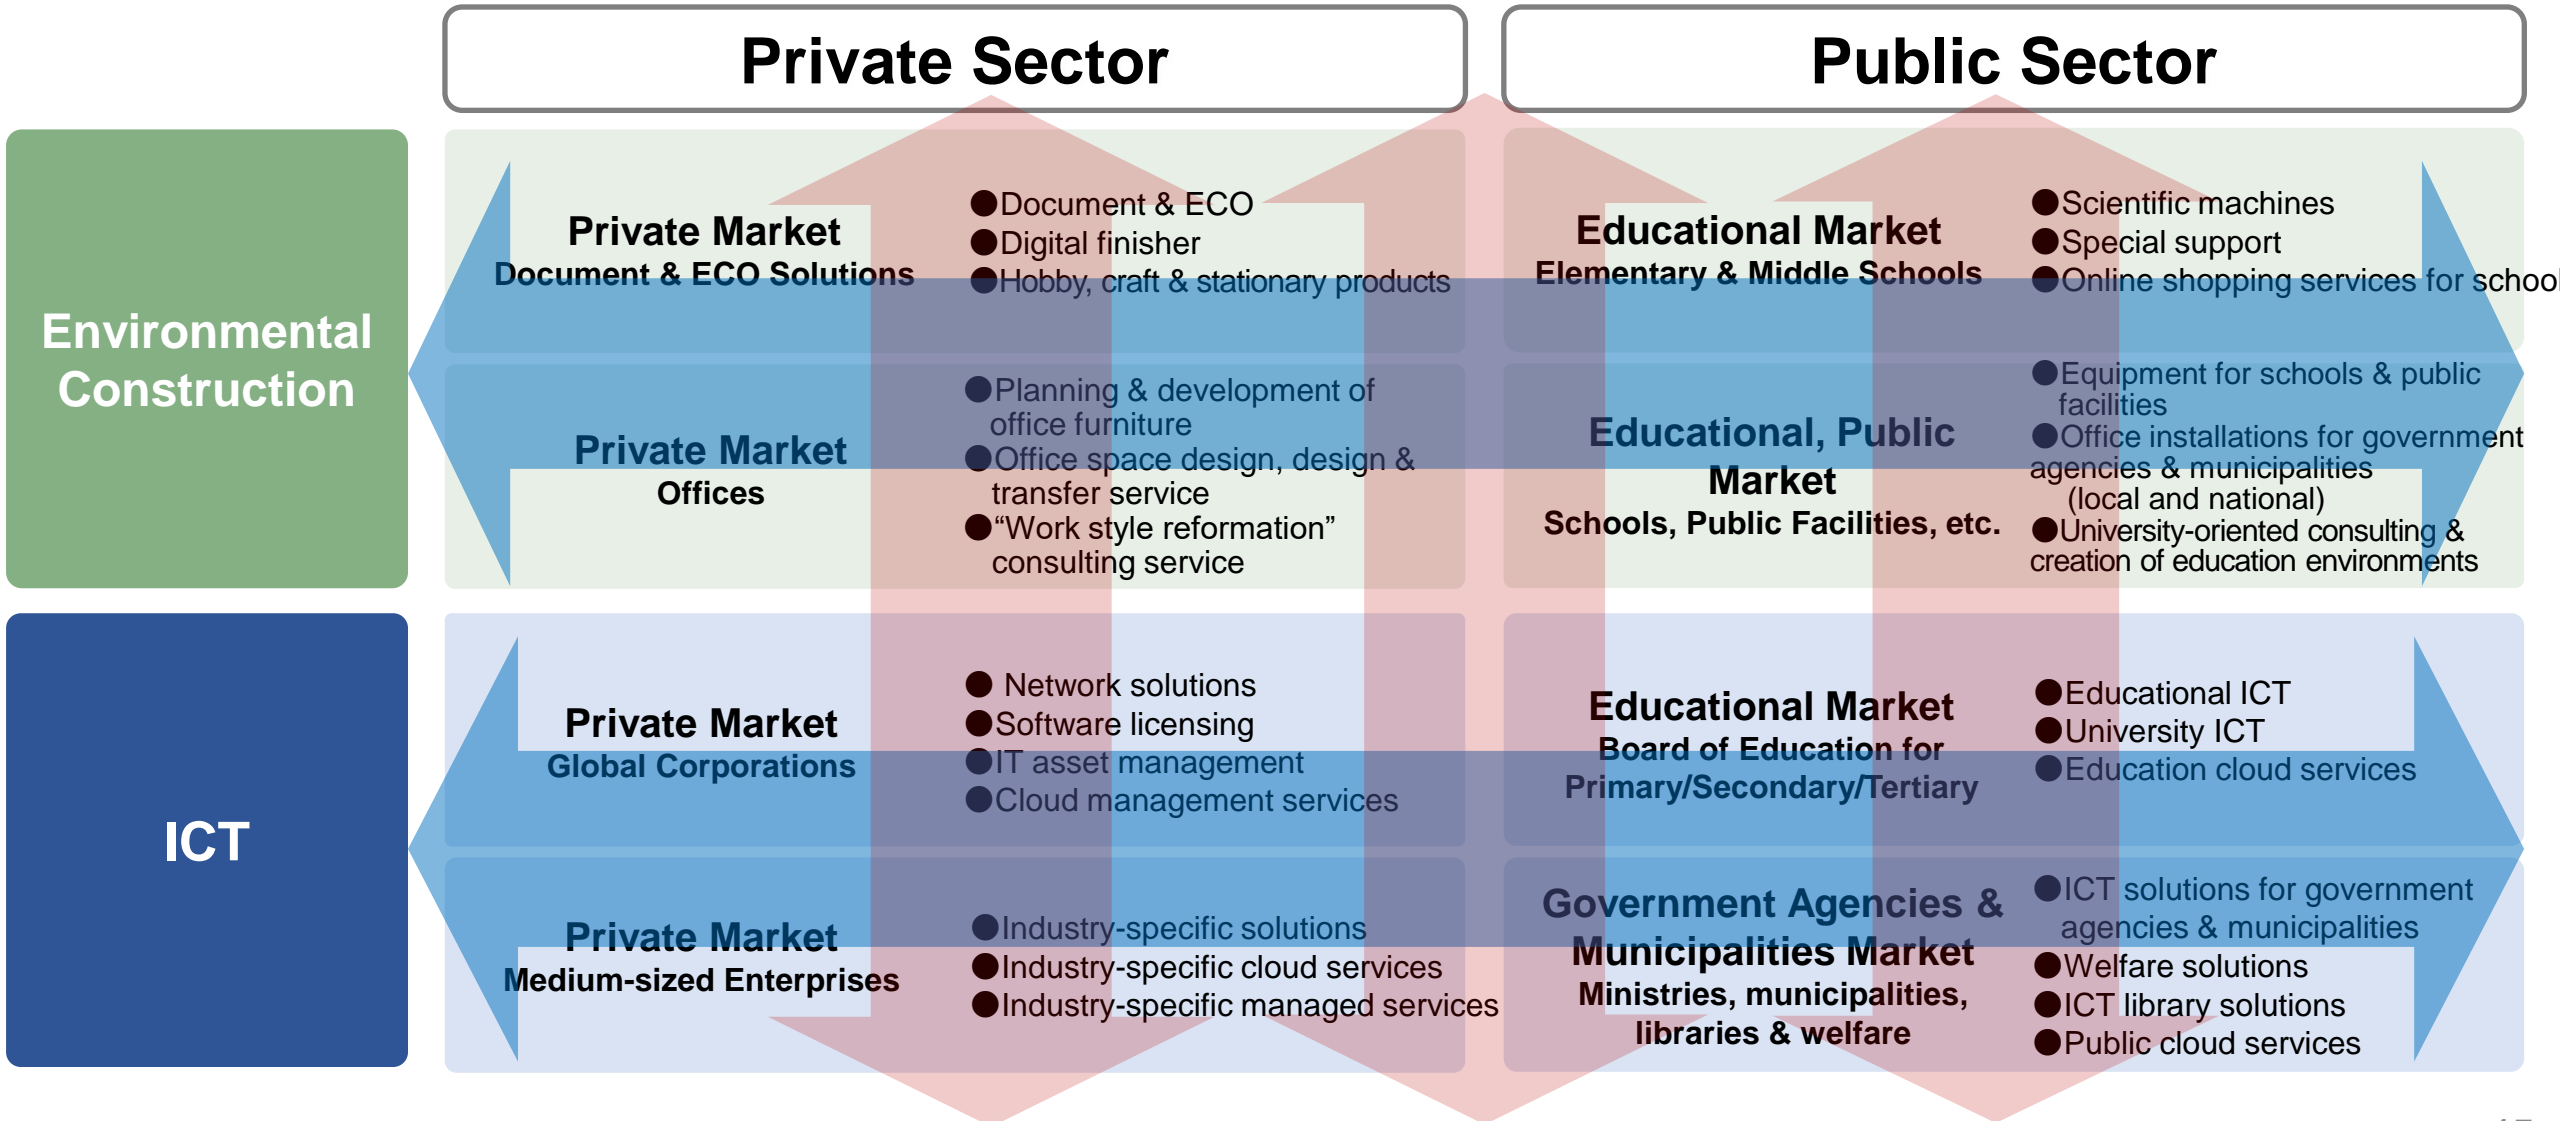 Private Sector
Public Sector
Environmental
Construction
Private Market
Document & ECO Solutions
●Document & ECO
●Digital finisher
●Hobby, craft & stationary products
Educational Market
Elementary & Middle Schools
●Scientific machines
●Special support
●Online shopping services for school
Private Market
Offices
●Planning & development of
office furniture
●Office space design, design &
transfer service
●“Work style reformation”
consulting service
Educational, Public
Market
Schools, Public Facilities, etc.
●Equipment for schools & public
facilities
●Office installations for government
agencies & municipalities
(local and national)
●University-oriented consulting &
creation of education environments
ICT
Private Market
Global Corporations
● Network solutions
●Software licensing
●IT asset management
●Cloud management services
Educational Market
Board of Education for
Primary/Secondary/Tertiary
●Educational ICT
●University ICT
●Education cloud services
Private Market
Medium-sized Enterprises
●Industry-specific solutions
●Industry-specific cloud services
●Industry-specific managed services
Government Agencies &
Municipalities Market
Ministries, municipalities,
libraries & welfare
●ICT solutions for government
agencies & municipalities
●Welfare solutions
●ICT library solutions
●Public cloud services